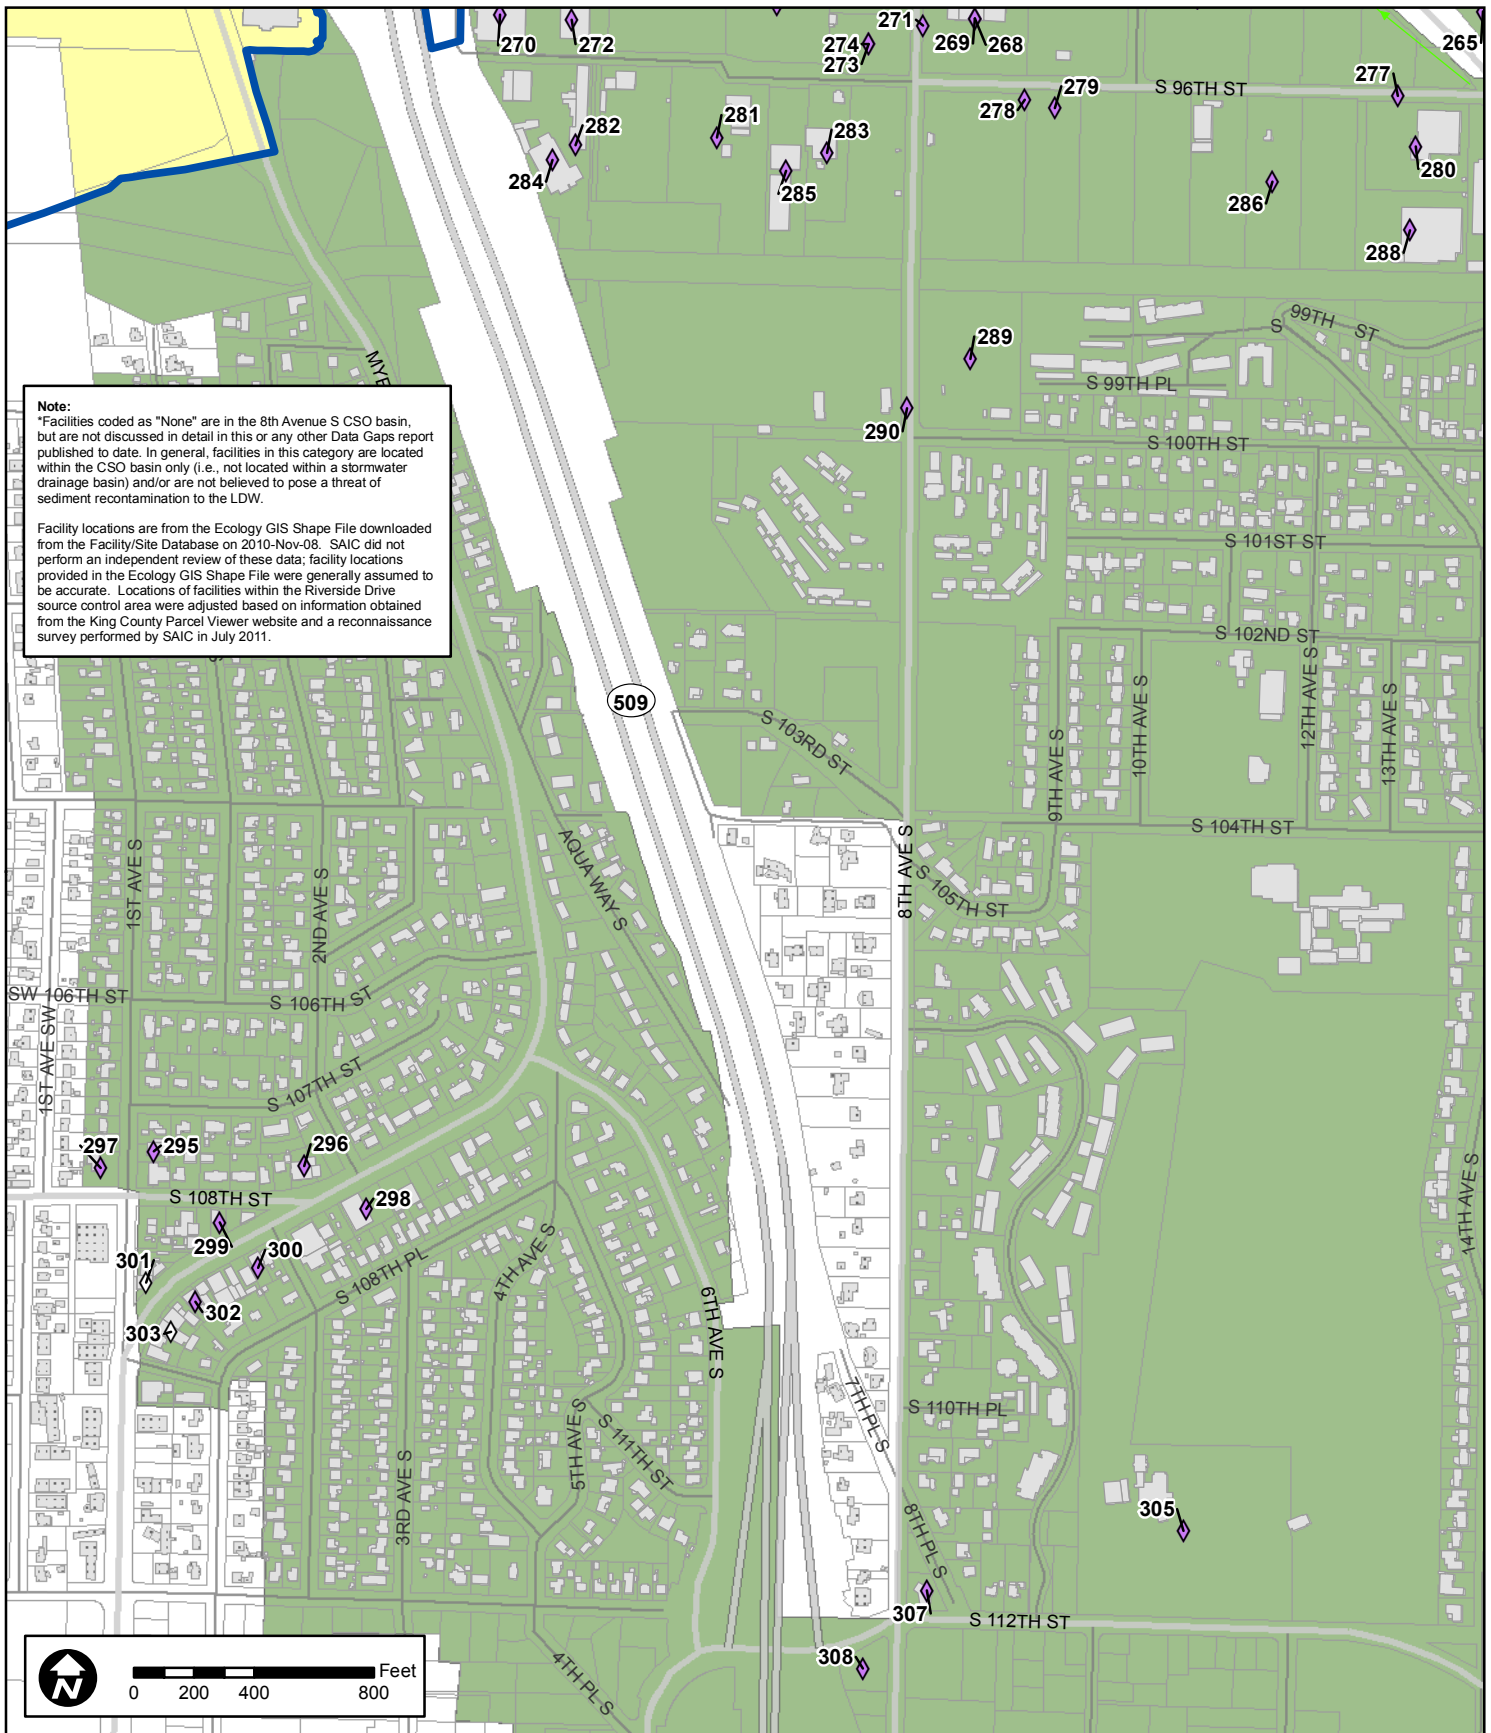 270
272
271
274
273
269
268
265
277
S 96TH ST
279
278
282
281
283
284
285
280
286
288
99TH ST
S
289
S 99TH PL
290
S 100TH ST
Note:
*Facilities coded as "None" are in the 8th Avenue S CSO basin,
but are not discussed in detail in this or any other Data Gaps report
published to date. In general, facilities in this category are located
within the CSO basin only (i.e., not located within a stormwater
drainage basin) and/or are not believed to pose a threat of
sediment recontamination to the LDW.
Facility locations are from the Ecology GIS Shape File downloaded
from the Facility/Site Database on 2010-Nov-08. SAIC did not
perform an independent review of these data; facility locations
provided in the Ecology GIS Shape File were generally assumed to
be accurate. Locations of facilities within the Riverside Drive
source control area were adjusted based on information obtained
from the King County Parcel Viewer website and a reconnaissance
survey performed by SAIC in July 2011.
S 101ST ST
S 102ND ST
509
S 103RD ST
9TH AVE S
10TH AVE S
12TH AVE S
13TH AVE S
S 104TH ST
1ST AVE S
2ND AVE S
AQUA WAY S
8TH AVE S
S 105TH ST
SW 106TH ST
S 106TH ST
1ST AVE SW
S 107TH ST
297
295
296
S 108TH ST
298
299
300
301
302
303
S 108TH PL
4TH AVE S
6TH AVE S
14TH AVE S
7TH PL S
S 110TH PL
S 111TH ST
5TH AVE S
3RD AVE S
8TH PL S
305
307
S 112TH ST
308
4TH PL S
N
Feet
0 200 400 800